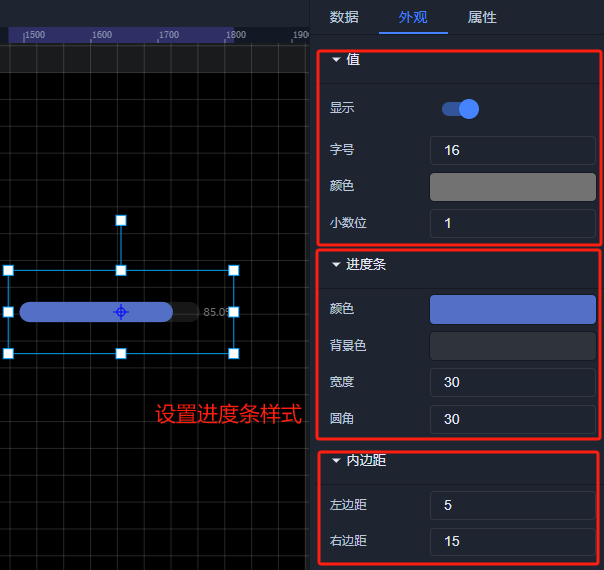 数据 外观 属性
1500 1600 1700 1800 1900
值
显示
字号 16
颜色
小数位 1
进度条
颜色
85.0
背景色
宽度 30
设置进度条样式
圆角 30
内边距
左边距 5
右边距 15